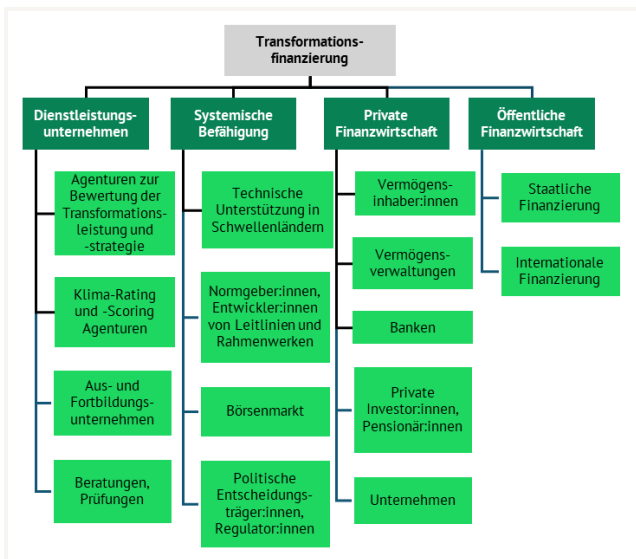 Transformations-
finanzierung
Dienstleistungs-
unternehmen
Systemische
Befähigung
Private
Finanzwirtschaft
Öffentliche
Finanzwirtschaft
Agenturen zur
Bewertung der
Transformations-
leistung und
-strategie
Klima-Rating
und -Scoring
Agenturen
Aus- und
Fortbildungs-
unternehmen
Beratungen,
Prüfungen
Technische
Unterstützung in
Schwellenländern
Normgeber:innen,
Entwickler:innen
von Leitlinien und
Rahmenwerken
Börsenmarkt
Politische
Entscheidungs-
träger:innen,
Regulator:innen
Vermögens-
inhaber:innen
Vermögens-
verwaltungen
Banken
Private
Investor:innen,
Pensionär:innen
Unternehmen
Staatliche
Finanzierung
Internationale
Finanzierung